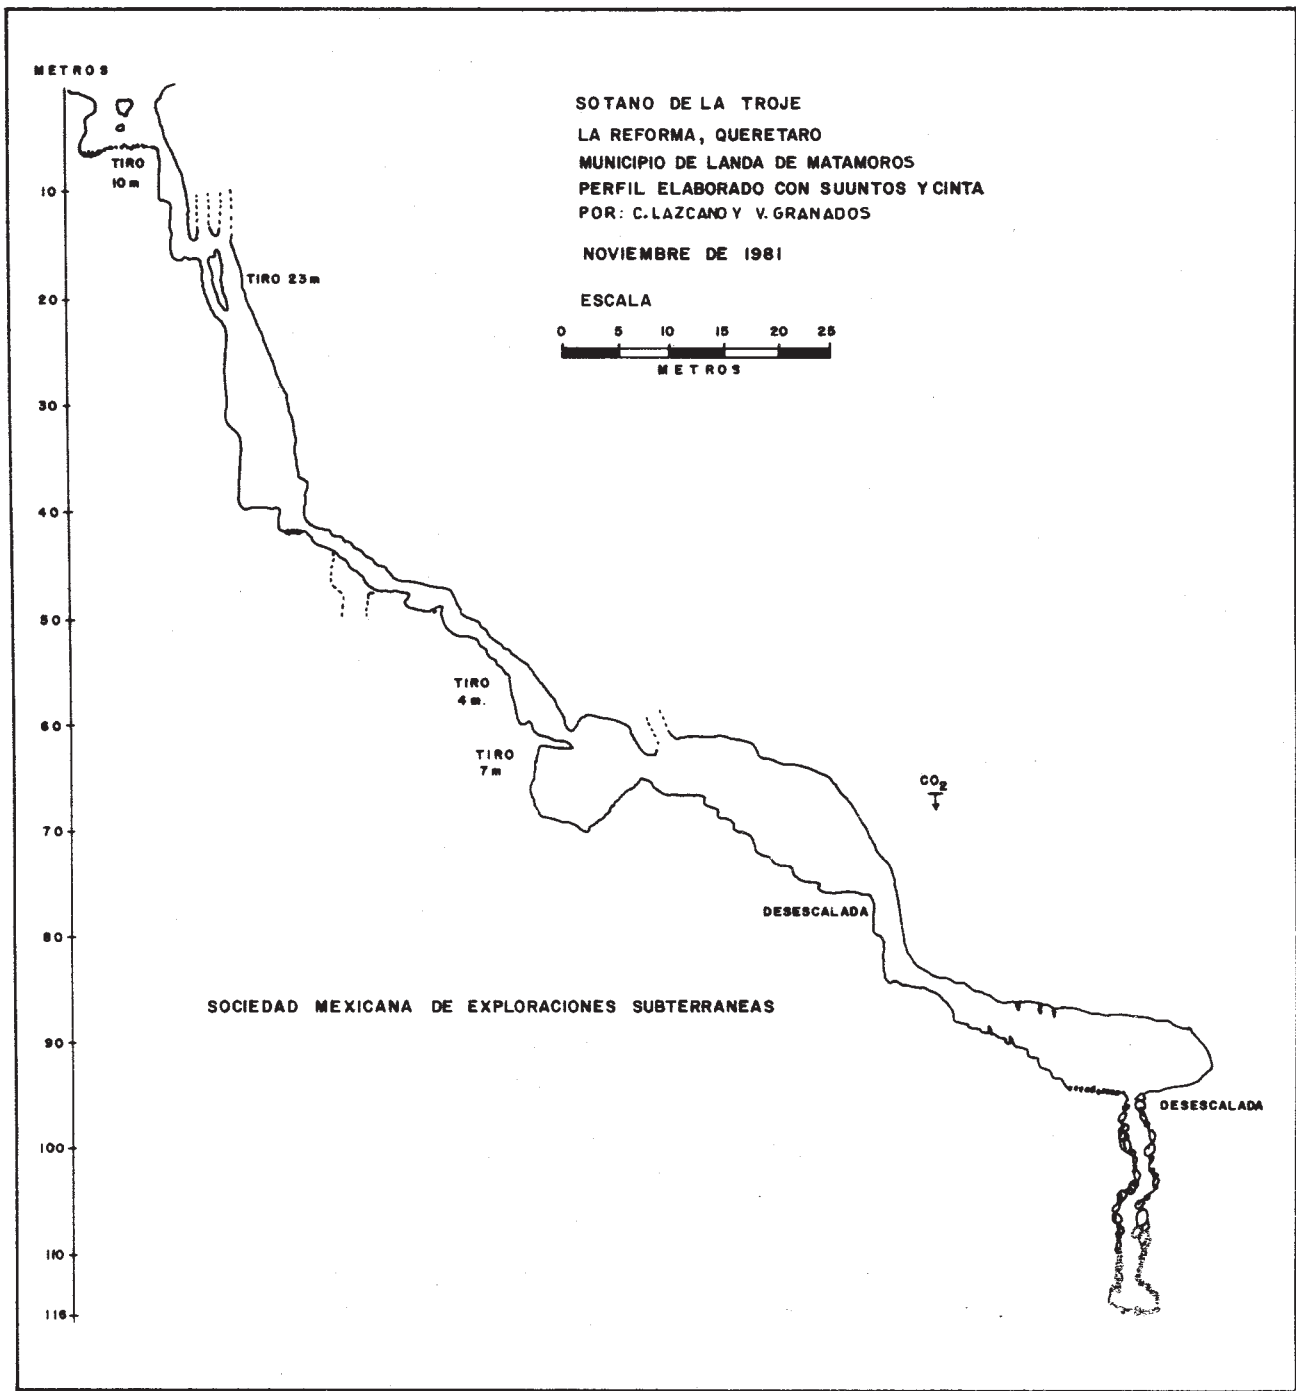 METROS
SOTANO DE LA TROJE
LA REFORMA, QUERETARO
MUNICIPIO DE LANDA DE MATAMOROS
PERFIL ELABORADO CON SUUNTOS Y CINTA
POR: C. LAZCANO Y V. GRANADOS
NOVIEMBRE DE 1981
ESCALA
0 5 10 15 20 25
METROS
TIRO
10 m
10
TIRO 23 m
20
30
40
50
TIRO
4 m.
60
TIRO
7 m
CO₂
70
DESESCALADA
80
SOCIEDAD MEXICANA DE EXPLORACIONES SUBTERRANEAS
90
DESESCALADA
100
110
116